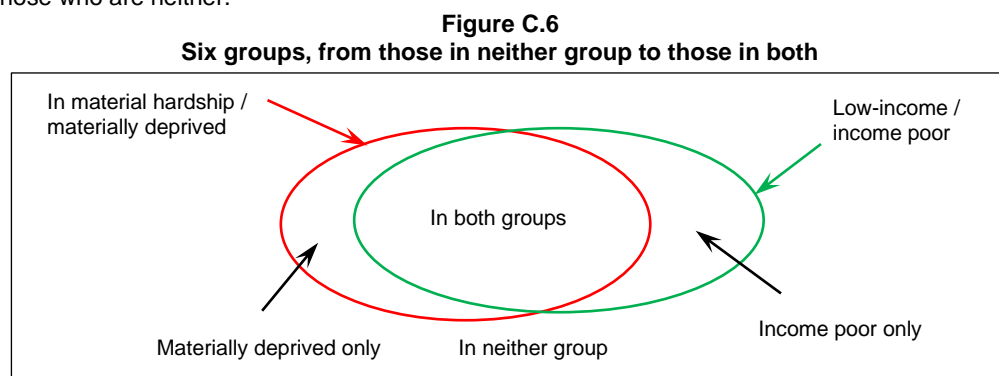 hose who are neither.
Figure C.6
Six groups, from those in neither group to those in both
In material hardship /
materially deprived
Low-income /
income poor
In both groups
Materially deprived only
In neither group
Income poor only